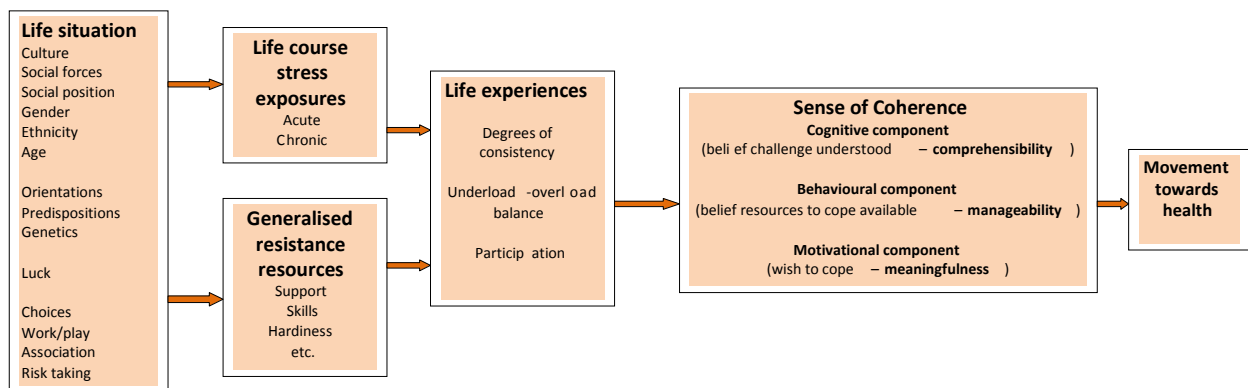 Life situation
Culture
Social forces
Social position
Gender
Ethnicity
Age
Orientations
Predispositions
Genetics
Luck
Choices
Work/play
Association
Risk taking
Life course
stress
exposures
Acute
Chronic
Generalised
resistance
resources
Support
Skills
Hardiness
etc.
Life experiences
Degrees of
consistency
Underload -overl oad
balance
Particip ation
Sense of Coherence
Cognitive component
(beli ef challenge understood – comprehensibility )
Behavioural component
(belief resources to cope available – manageability )
Motivational component
(wish to cope – meaningfulness )
Movement
towards
health